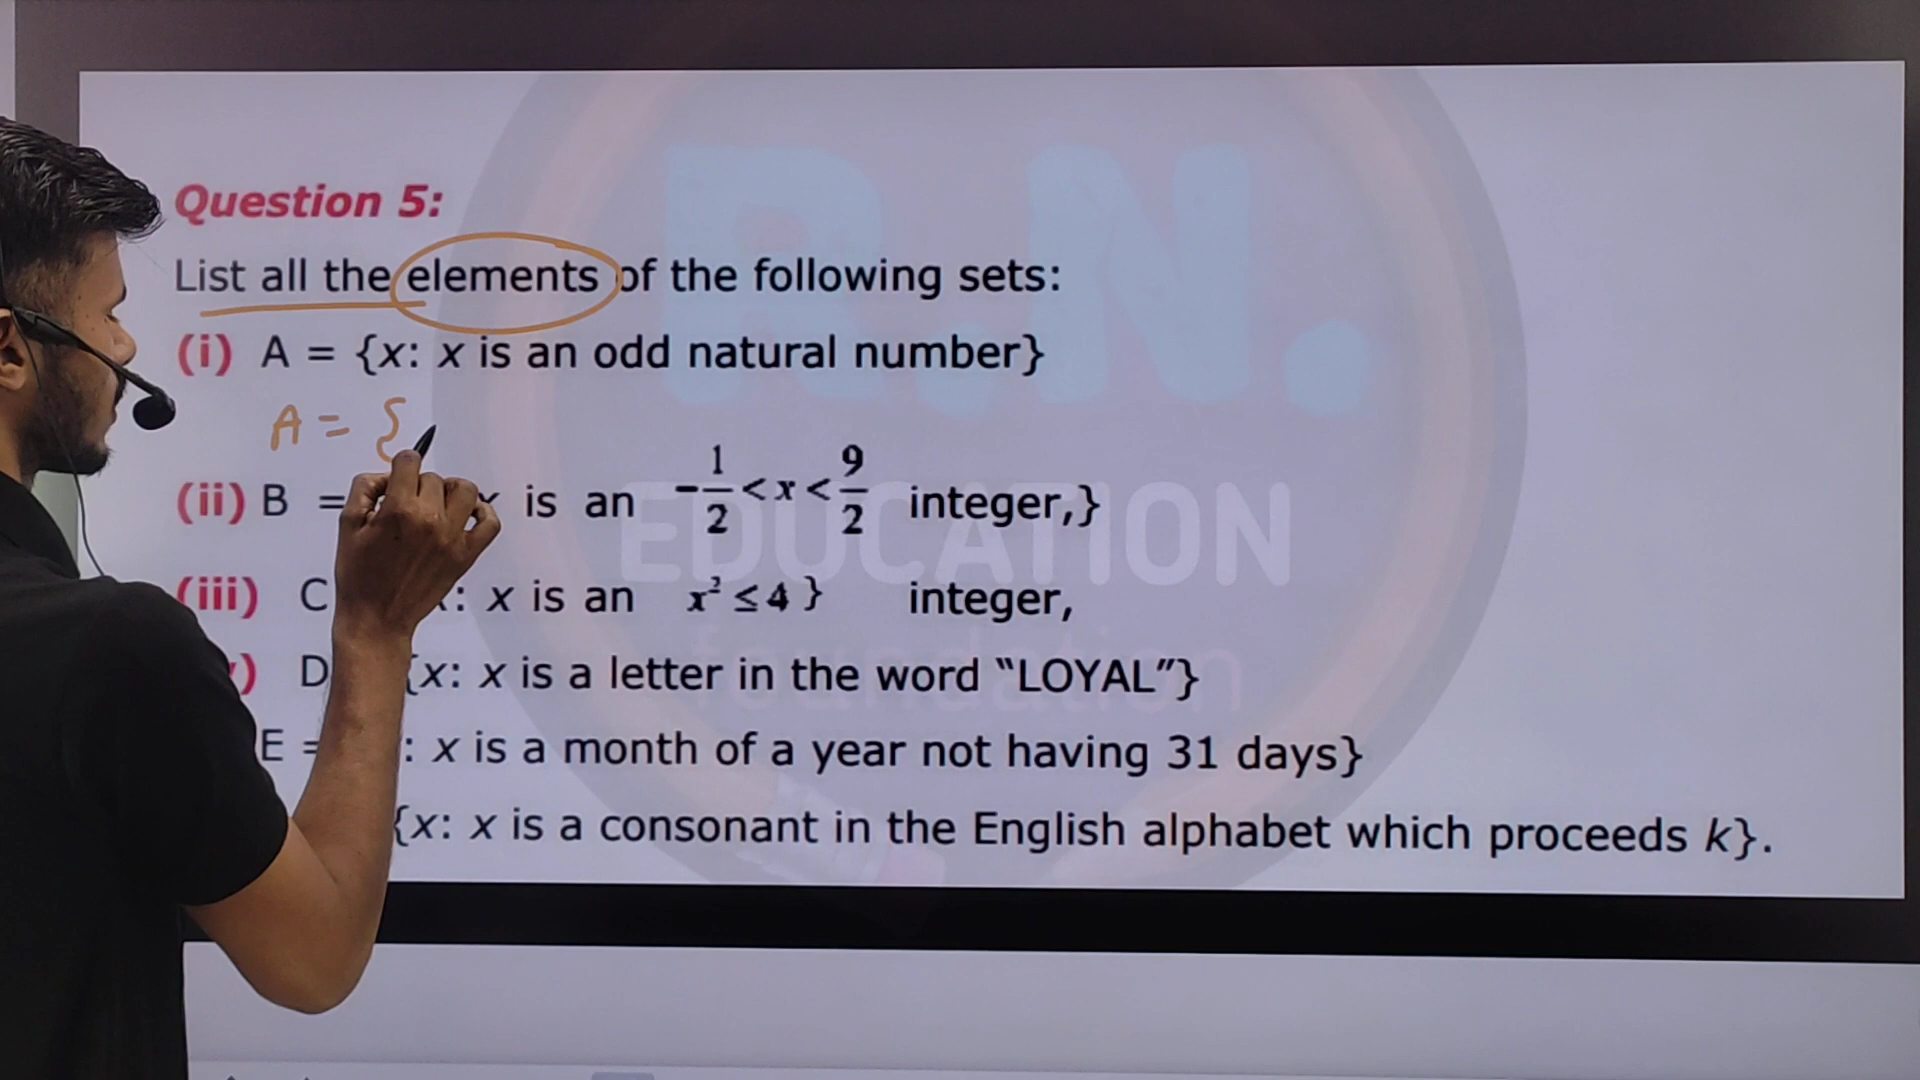 R.N.
EDUCATION
foundation
Question 5:
List all the elements of the following sets:
(i) A = {x: x is an odd natural number}
A = {
(ii) B = x is an -1/2 < x < 9/2 integer,}
(iii) C : x is an x² ≤ 4 } integer,
) D {x: x is a letter in the word “LOYAL”}
E = : x is a month of a year not having 31 days}
{x: x is a consonant in the English alphabet which proceeds k}.